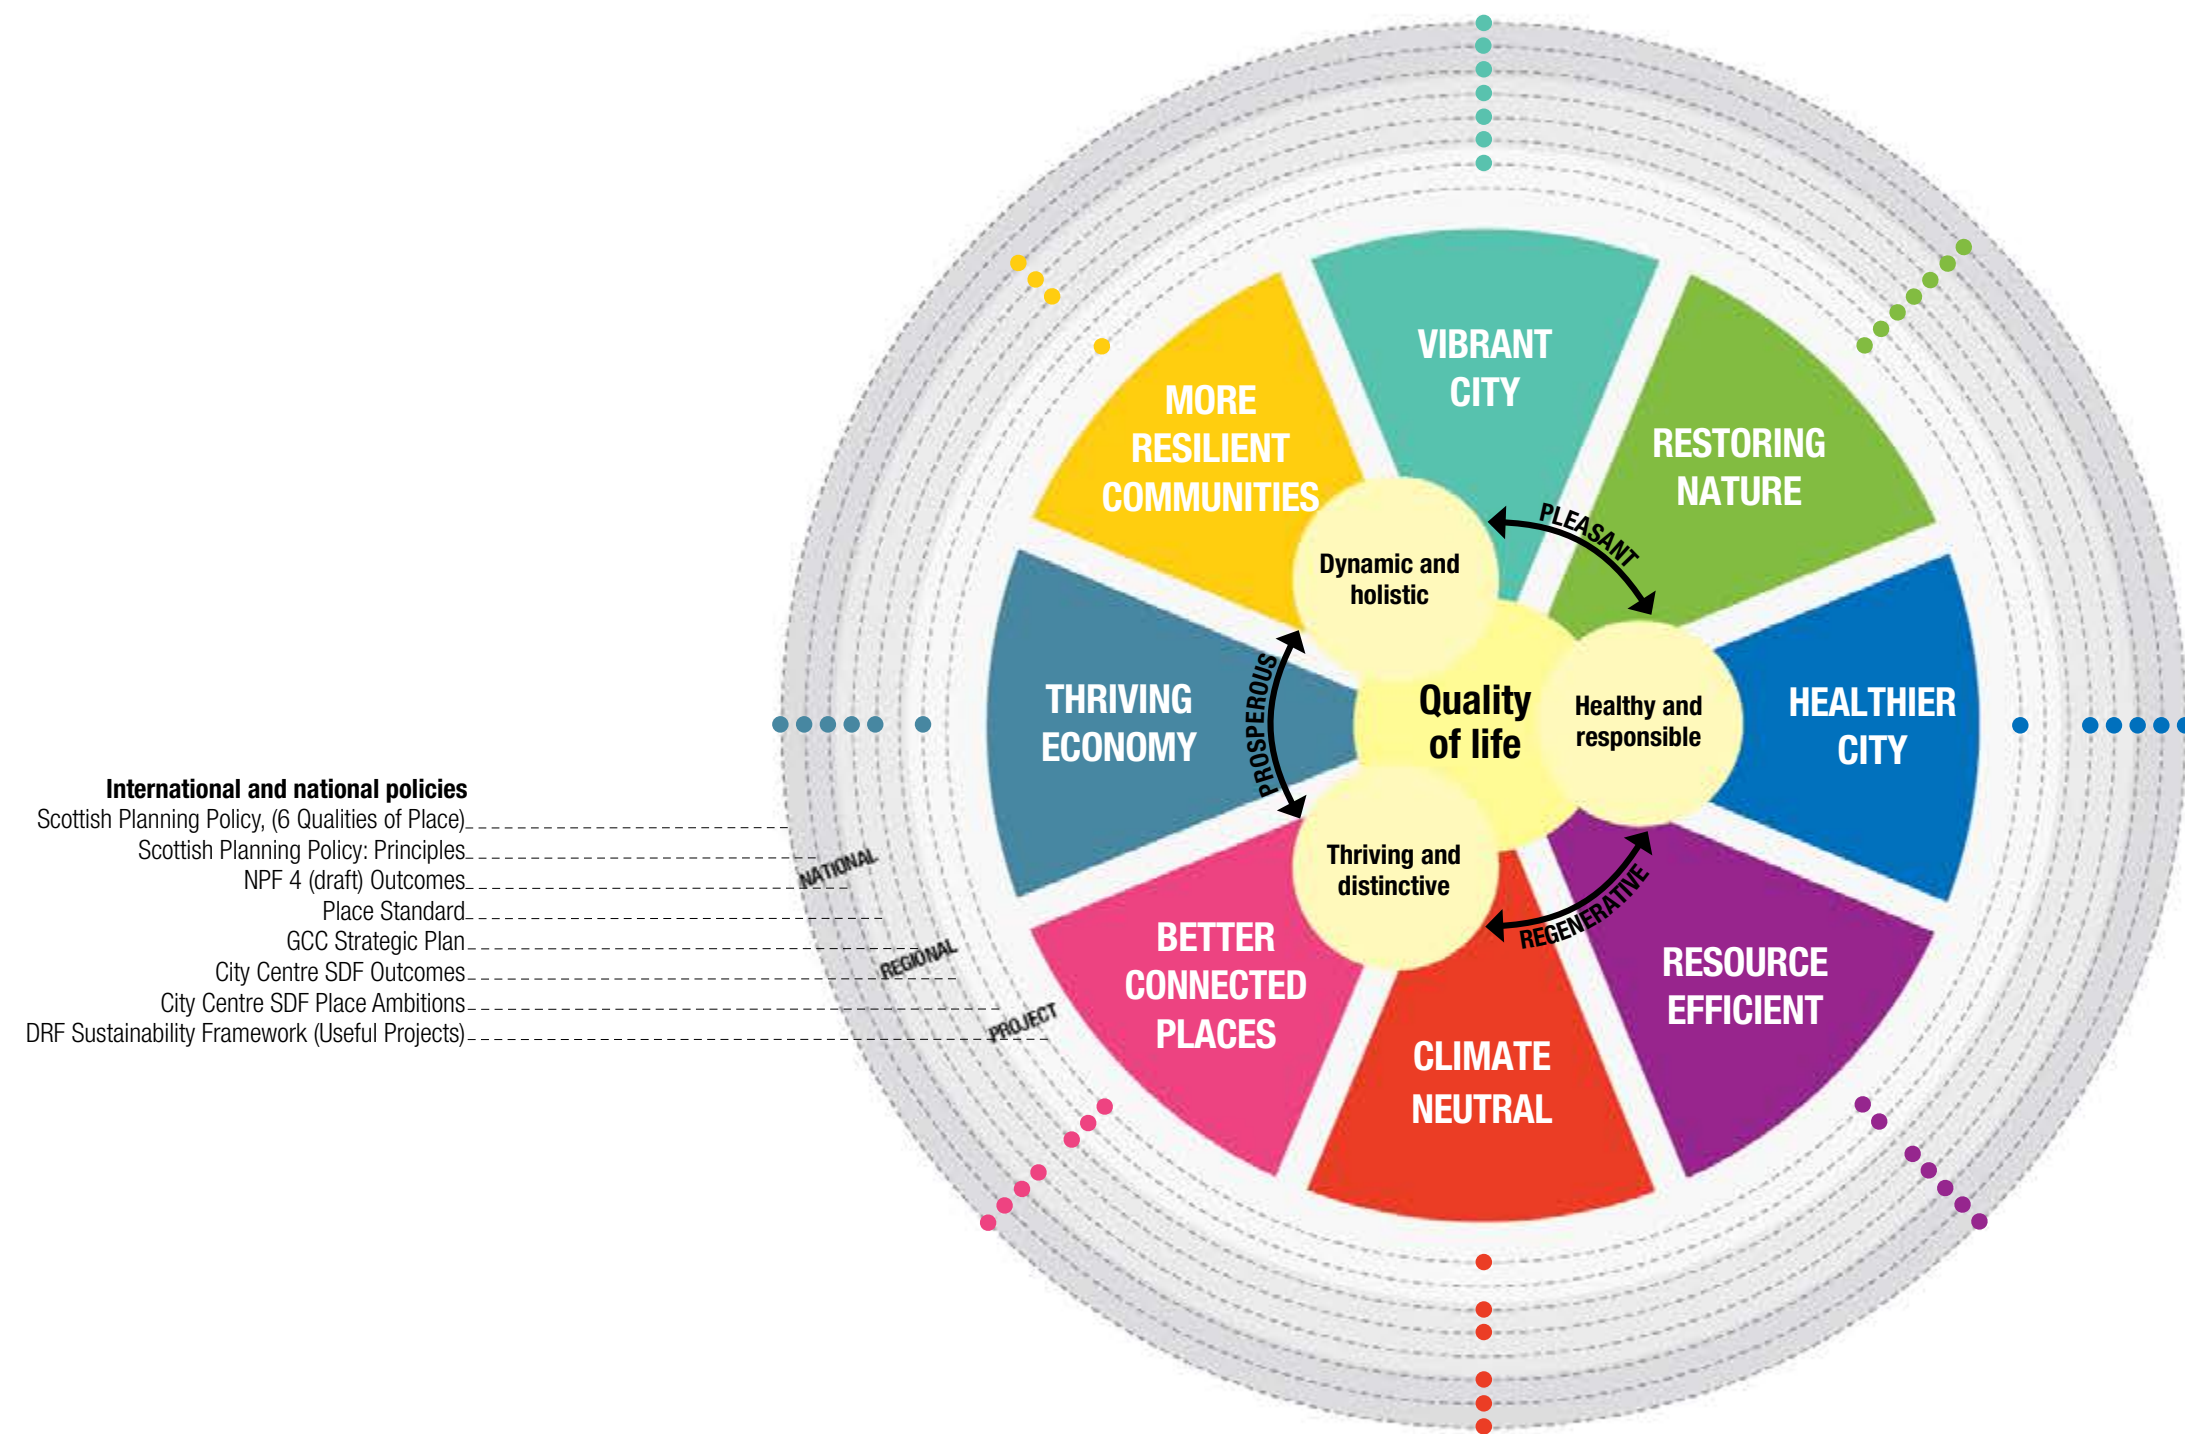 VIBRANT
CITY
RESTORING
NATURE
HEALTHIER
CITY
RESOURCE
EFFICIENT
CLIMATE
NEUTRAL
BETTER
CONNECTED
PLACES
THRIVING
ECONOMY
MORE
RESILIENT
COMMUNITIES
Dynamic and
holistic
PLEASANT
Healthy and
responsible
REGENERATIVE
Thriving and
distinctive
PROSPEROUS
Quality
of life
International and national policies
Scottish Planning Policy, (6 Qualities of Place)
Scottish Planning Policy: Principles
NPF 4 (draft) Outcomes
Place Standard
GCC Strategic Plan
City Centre SDF Outcomes
City Centre SDF Place Ambitions
DRF Sustainability Framework (Useful Projects)
NATIONAL
REGIONAL
PROJECT